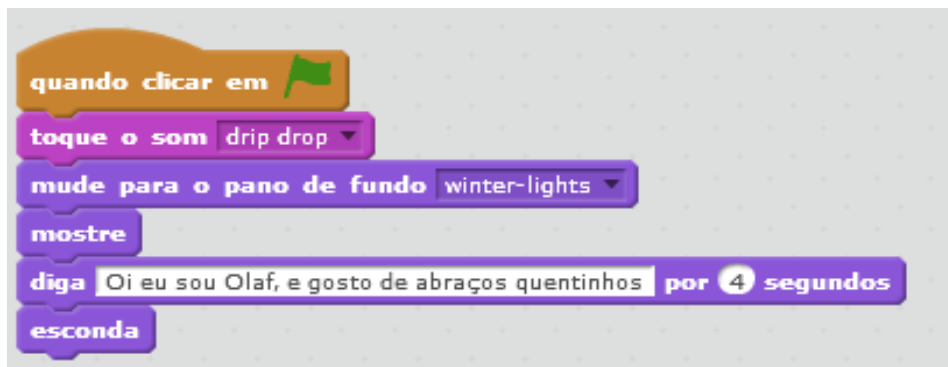 quando clicar em
toque o som drip drop
mude para o pano de fundo winter-lights
mostre
diga Oi eu sou Olaf, e gosto de abraços quentinhos por 4 segundos
esconda